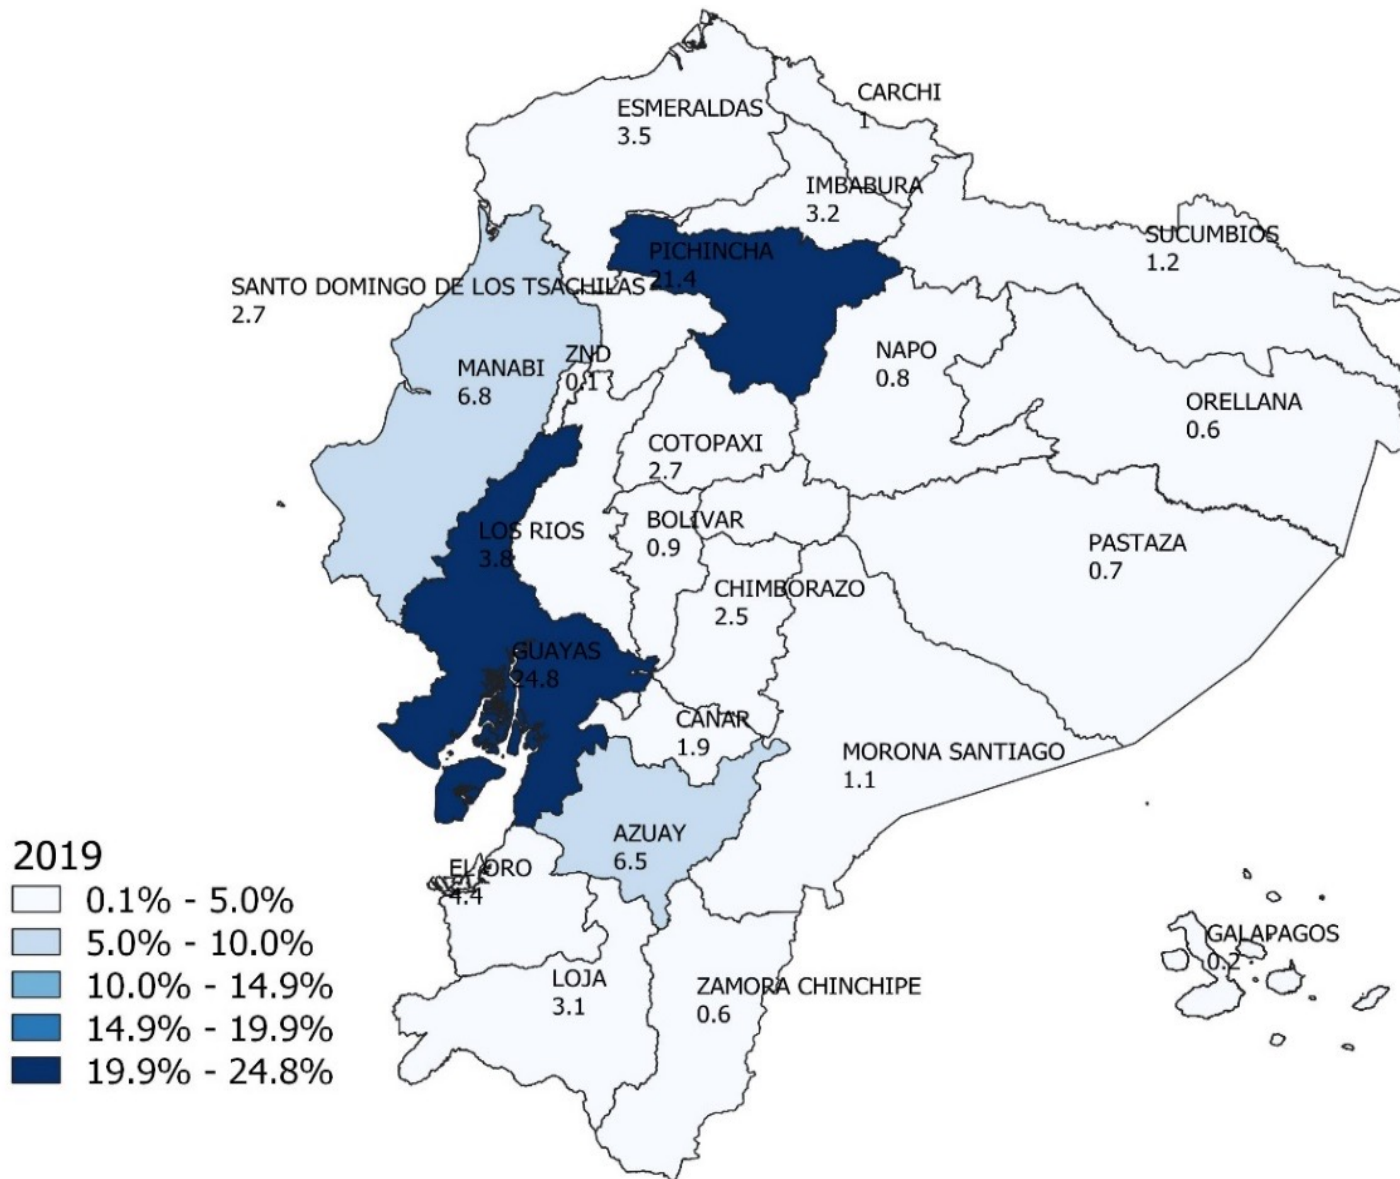 CARCHI
1
ESMERALDAS
3.5
IMBABURA
3.2
SUCUMBIOS
1.2
PICHINCHA
21.4
SANTO DOMINGO DE LOS TSACHILAS
2.7
NAPO
0.8
ZND
0.1
MANABI
6.8
ORELLANA
0.6
COTOPAXI
2.7
BOLIVAR
0.9
LOS RIOS
3.8
PASTAZA
0.7
CHIMBORAZO
2.5
GUAYAS
24.8
CAÑAR
1.9
MORONA SANTIAGO
1.1
AZUAY
6.5
EL ORO
4.4
GALAPAGOS
0.2
LOJA
3.1
ZAMORA CHINCHIPE
0.6
2019
0.1% - 5.0%
5.0% - 10.0%
10.0% - 14.9%
14.9% - 19.9%
19.9% - 24.8%